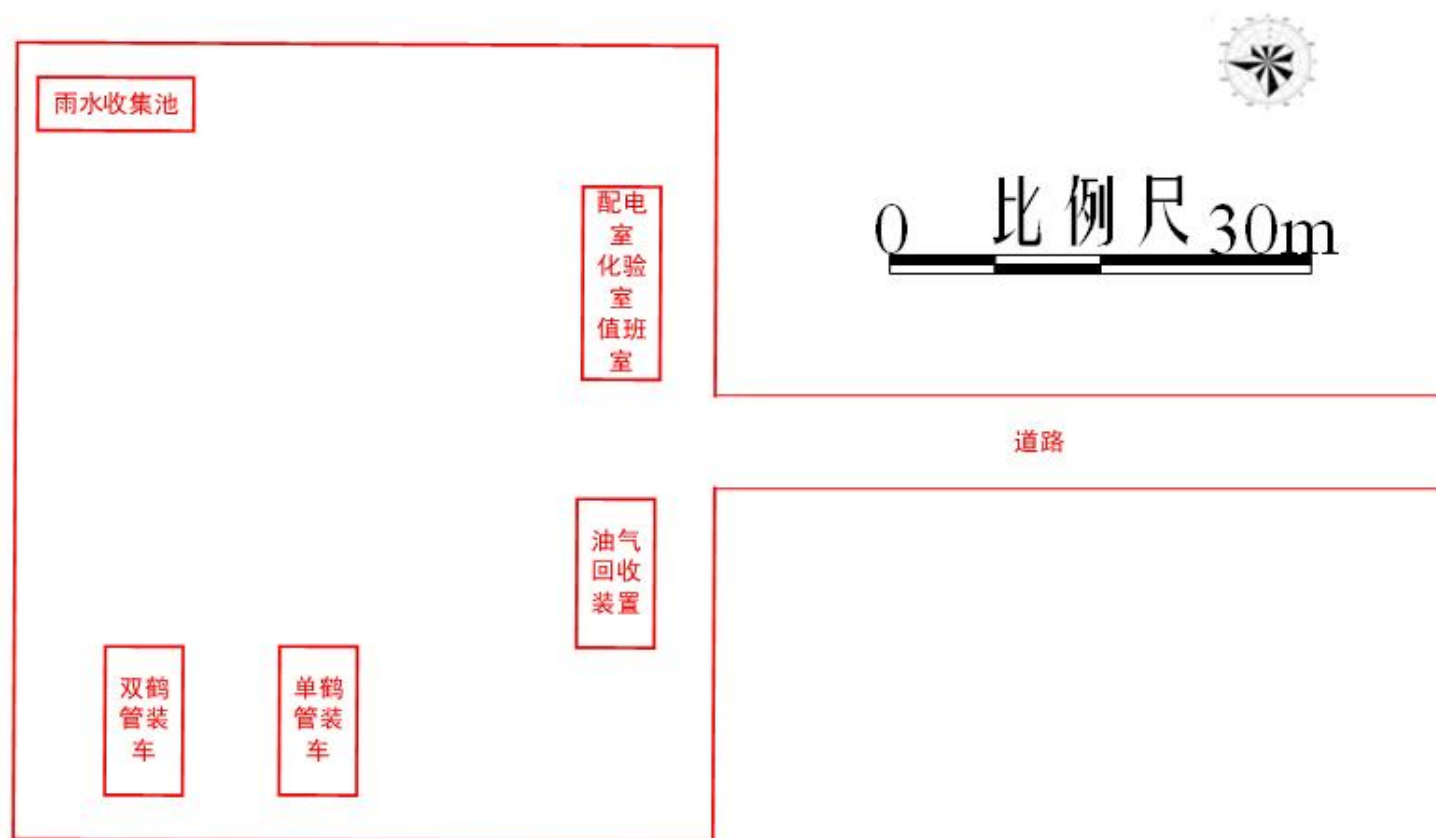 雨水收集池
配电
室
化验
室
值班
室
0 比例尺 30m
道路
油气
回收
装置
双鹤
管装
车
单鹤
管装
车